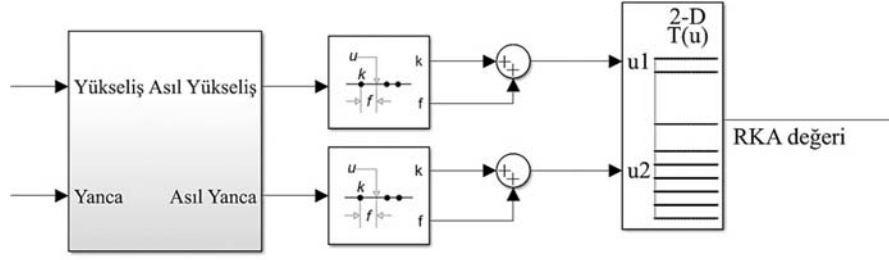 2-D
T(u)
Yükseliş Asıl Yükseliş
u
k
f
k
f
++
u1
RKA değeri
Yanca Asıl Yanca
u
k
f
k
f
++
u2